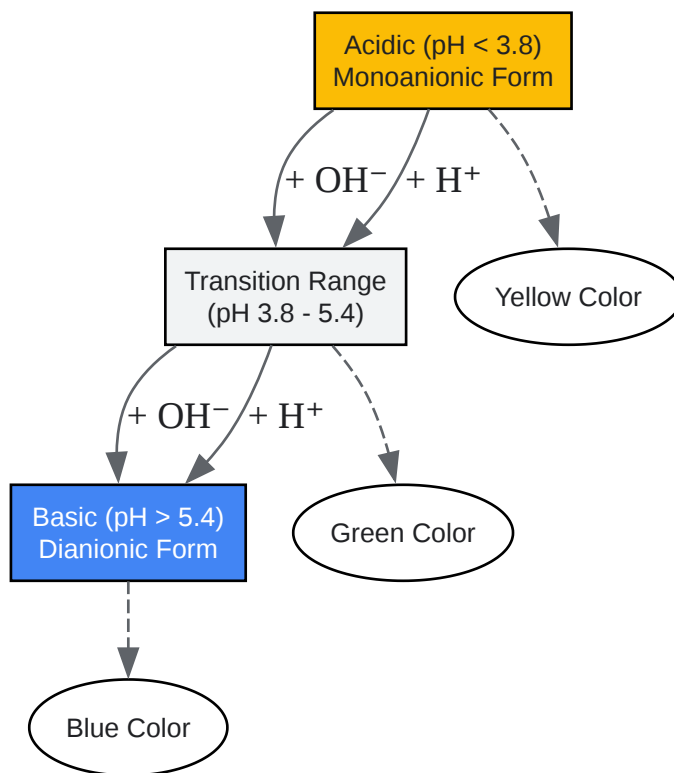 Acidic (pH < 3.8)
Monoanionic Form
+ OH⁻
+ H⁺
Transition Range
(pH 3.8 - 5.4)
Yellow Color
+ OH⁻
+ H⁺
Basic (pH > 5.4)
Dianionic Form
Green Color
Blue Color